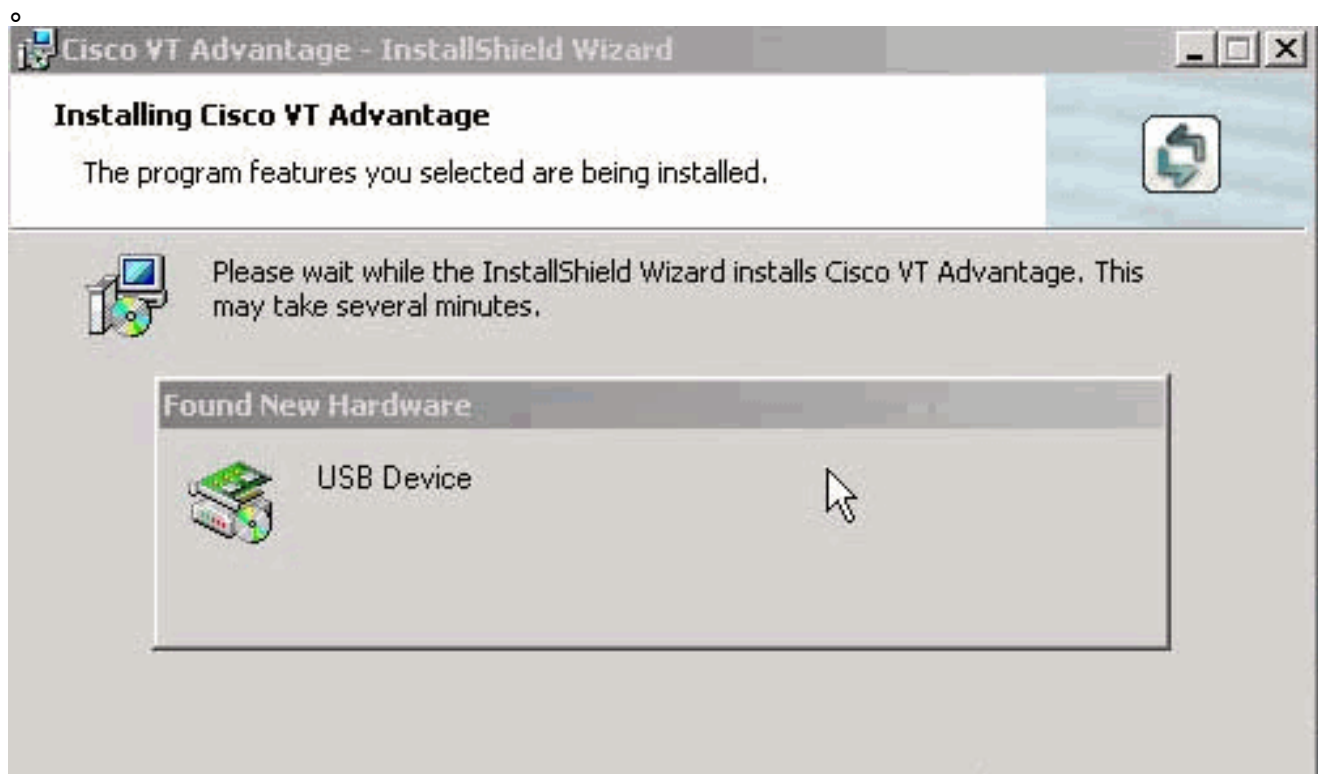 。
Cisco VT Advantage - InstallShield Wizard
Installing Cisco VT Advantage
The program features you selected are being installed.
Please wait while the InstallShield Wizard installs Cisco VT Advantage. This
may take several minutes.
Found New Hardware
USB Device